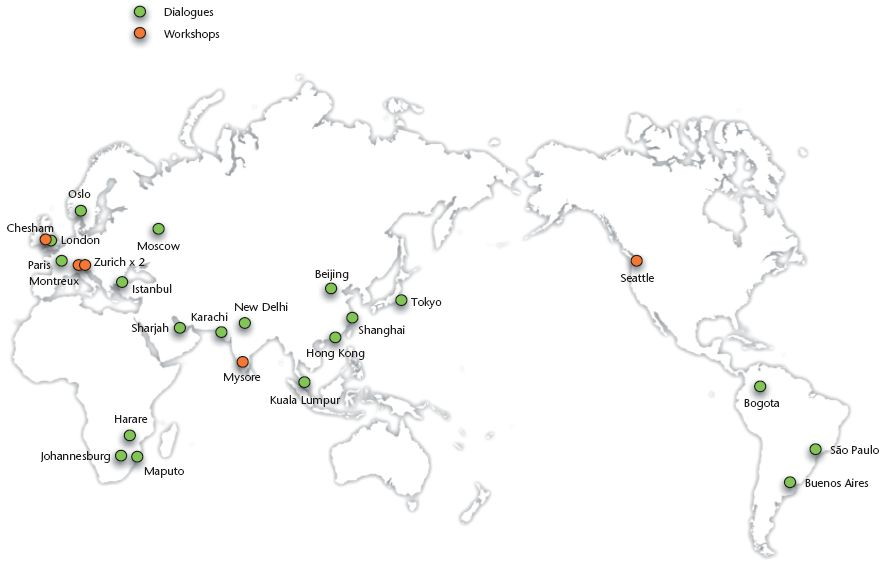 Dialogues
Workshops
Oslo
Chesham
London
Moscow
Paris
Zurich x 2
Montreux
Istanbul
Beijing
Seattle
Tokyo
New Delhi
Karachi
Sharjah
Shanghai
Hong Kong
Mysore
Kuala Lumpur
Bogota
Harare
São Paulo
Johannesburg
Maputo
Buenos Aires